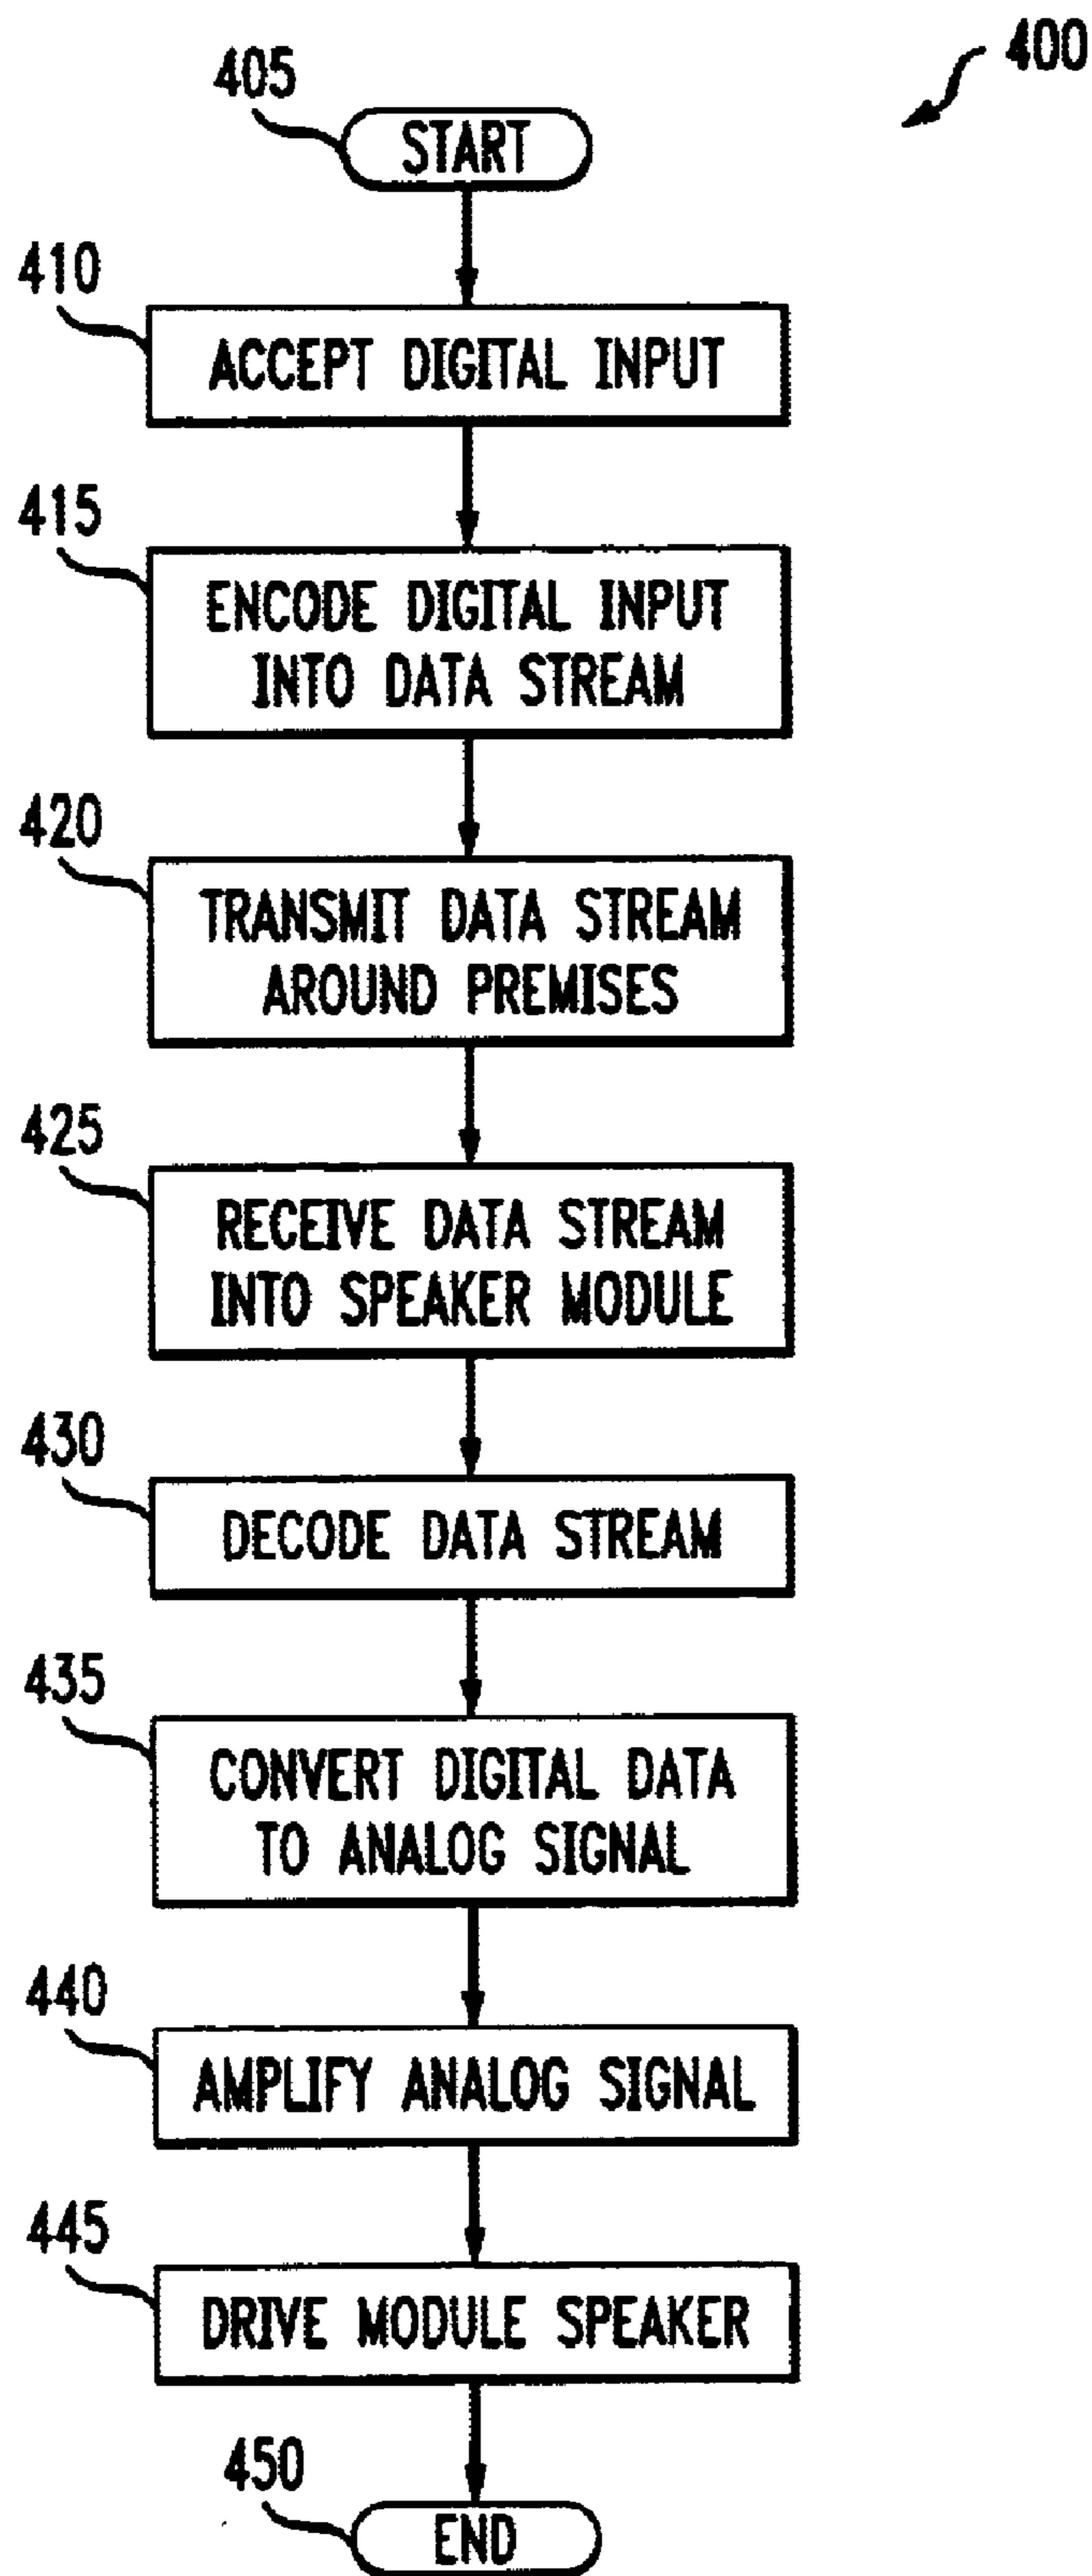 400
405
START
410
ACCEPT DIGITAL INPUT
415
ENCODE DIGITAL INPUT
INTO DATA STREAM
420
TRANSMIT DATA STREAM
AROUND PREMISES
425
RECEIVE DATA STREAM
INTO SPEAKER MODULE
430
DECODE DATA STREAM
435
CONVERT DIGITAL DATA
TO ANALOG SIGNAL
440
AMPLIFY ANALOG SIGNAL
445
DRIVE MODULE SPEAKER
450
END